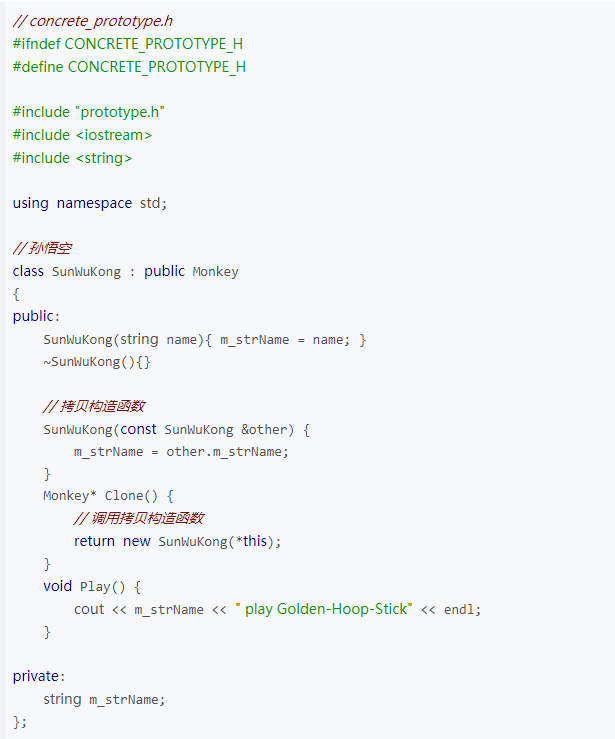 // concrete_prototype.h
#ifndef CONCRETE_PROTOTYPE_H
#define CONCRETE_PROTOTYPE_H

#include "prototype.h"
#include <iostream>
#include <string>

using namespace std;

// 孙悟空
class SunWuKong : public Monkey
{
public:
    SunWuKong(string name){ m_strName = name; }
    ~SunWuKong(){}

    // 拷贝构造函数
    SunWuKong(const SunWuKong &other) {
        m_strName = other.m_strName;
    }
    Monkey* Clone() {
        // 调用拷贝构造函数
        return new SunWuKong(*this);
    }
    void Play() {
        cout << m_strName << " play Golden-Hoop-Stick" << endl;
    }

private:
    string m_strName;
};